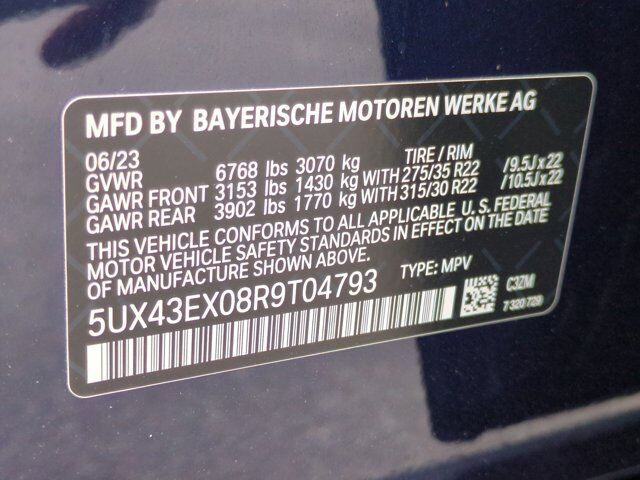 MFD BY BAYERISCHE MOTOREN WERKE AG
06/23 TIRE / RIM
GVWR 6768 lbs 3070 kg
GAWR FRONT 3153 lbs 1430 kg WITH 275/35 R22 /9.5J x 22
GAWR REAR 3902 lbs 1770 kg WITH 315/30 R22 /10.5J x 22
THIS VEHICLE CONFORMS TO ALL APPLICABLE U. S. FEDERAL
MOTOR VEHICLE SAFETY STANDARDS IN EFFECT ON THE DATE
OF MANUFACTURE SHOWN ABOVE.
5UX43EX08R9T04793 TYPE: MPV
C3ZM
7 320 729